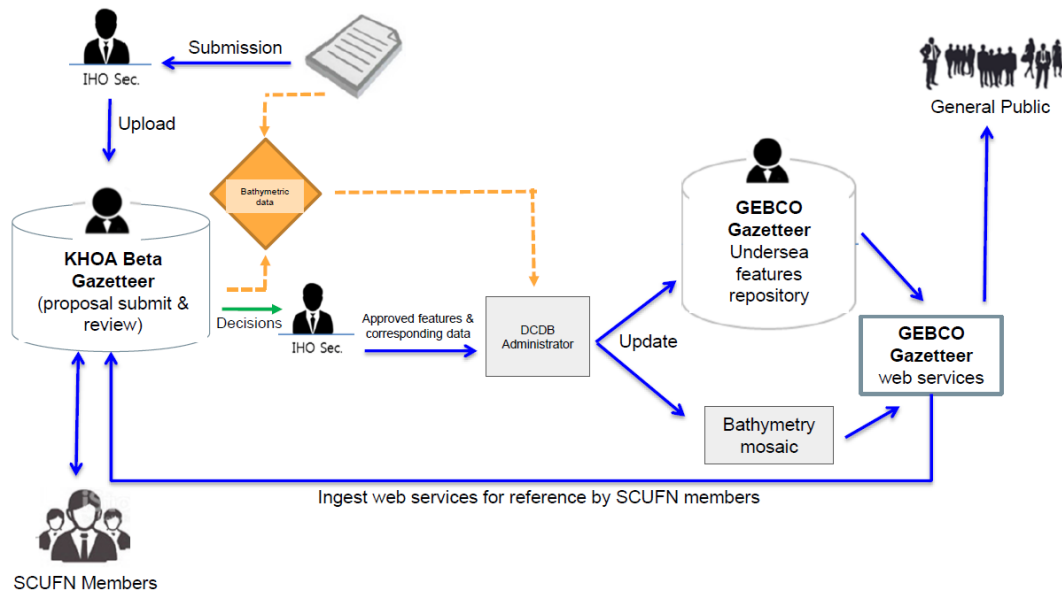 Submission
IHO Sec.
Upload
General Public
Bathymetric
data
KHOA Beta
Gazetteer
(proposal submit &
review)
GEBCO
Gazetteer
Undersea
features
repository
Decisions
IHO Sec.
Approved features &
corresponding data
DCDB
Administrator
Update
GEBCO
Gazetteer
web services
Bathymetry
mosaic
Ingest web services for reference by SCUFN members
SCUFN Members